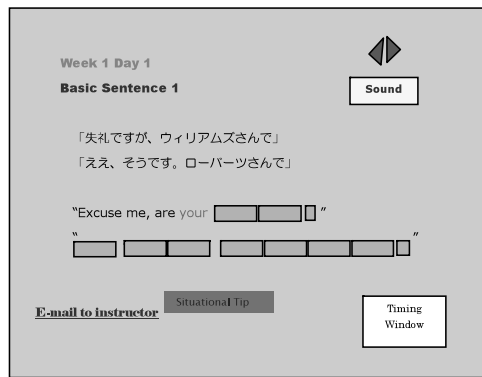 Week 1 Day 1
Basic Sentence 1
Sound
「失礼ですが、ウィリアムズさんで」
「ええ、そうです。ローバーツさんで」
"Excuse me, are your "
" "
Situational Tip
E-mail to instructor
Timing
Window